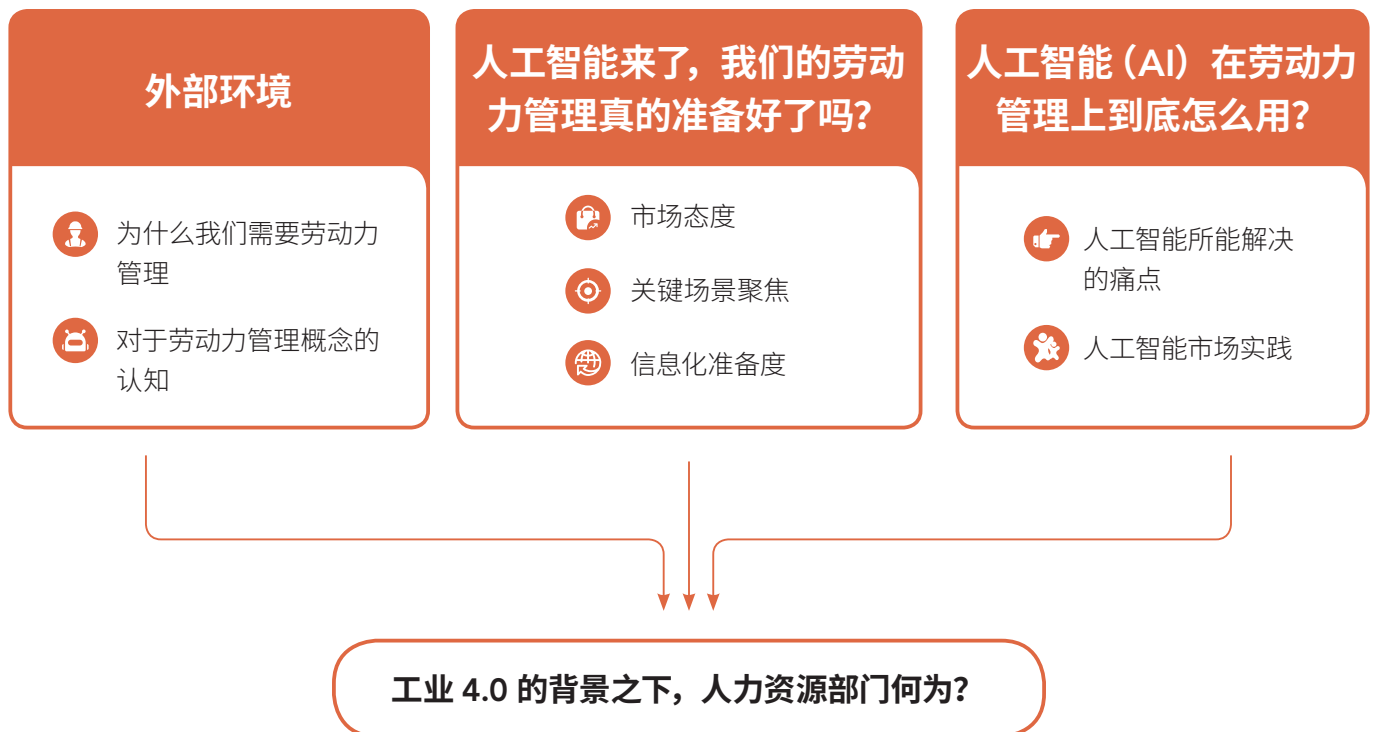 外部环境
为什么我们需要劳动力
管理
对于劳动力管理概念的
认知
人工智能来了，我们的劳动
力管理真的准备好了吗？
市场态度
关键场景聚焦
信息化准备度
人工智能（AI）在劳动力
管理上到底怎么用？
人工智能所能解决
的痛点
人工智能市场实践
工业 4.0 的背景之下，人力资源部门何为？